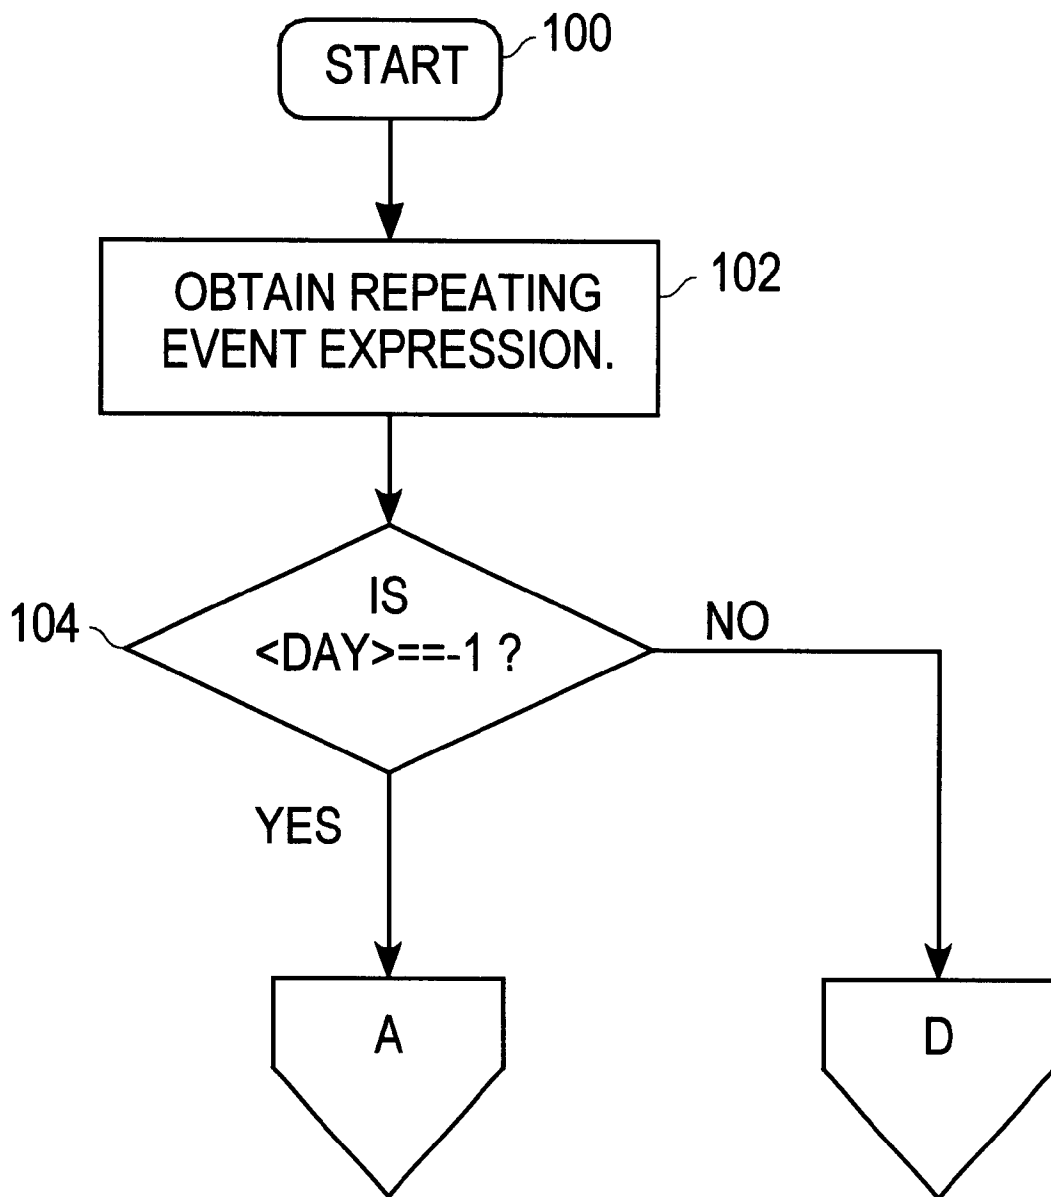 START
100
OBTAIN REPEATING
EVENT EXPRESSION.
102
IS
<DAY>==-1 ?
104
NO
YES
A
D